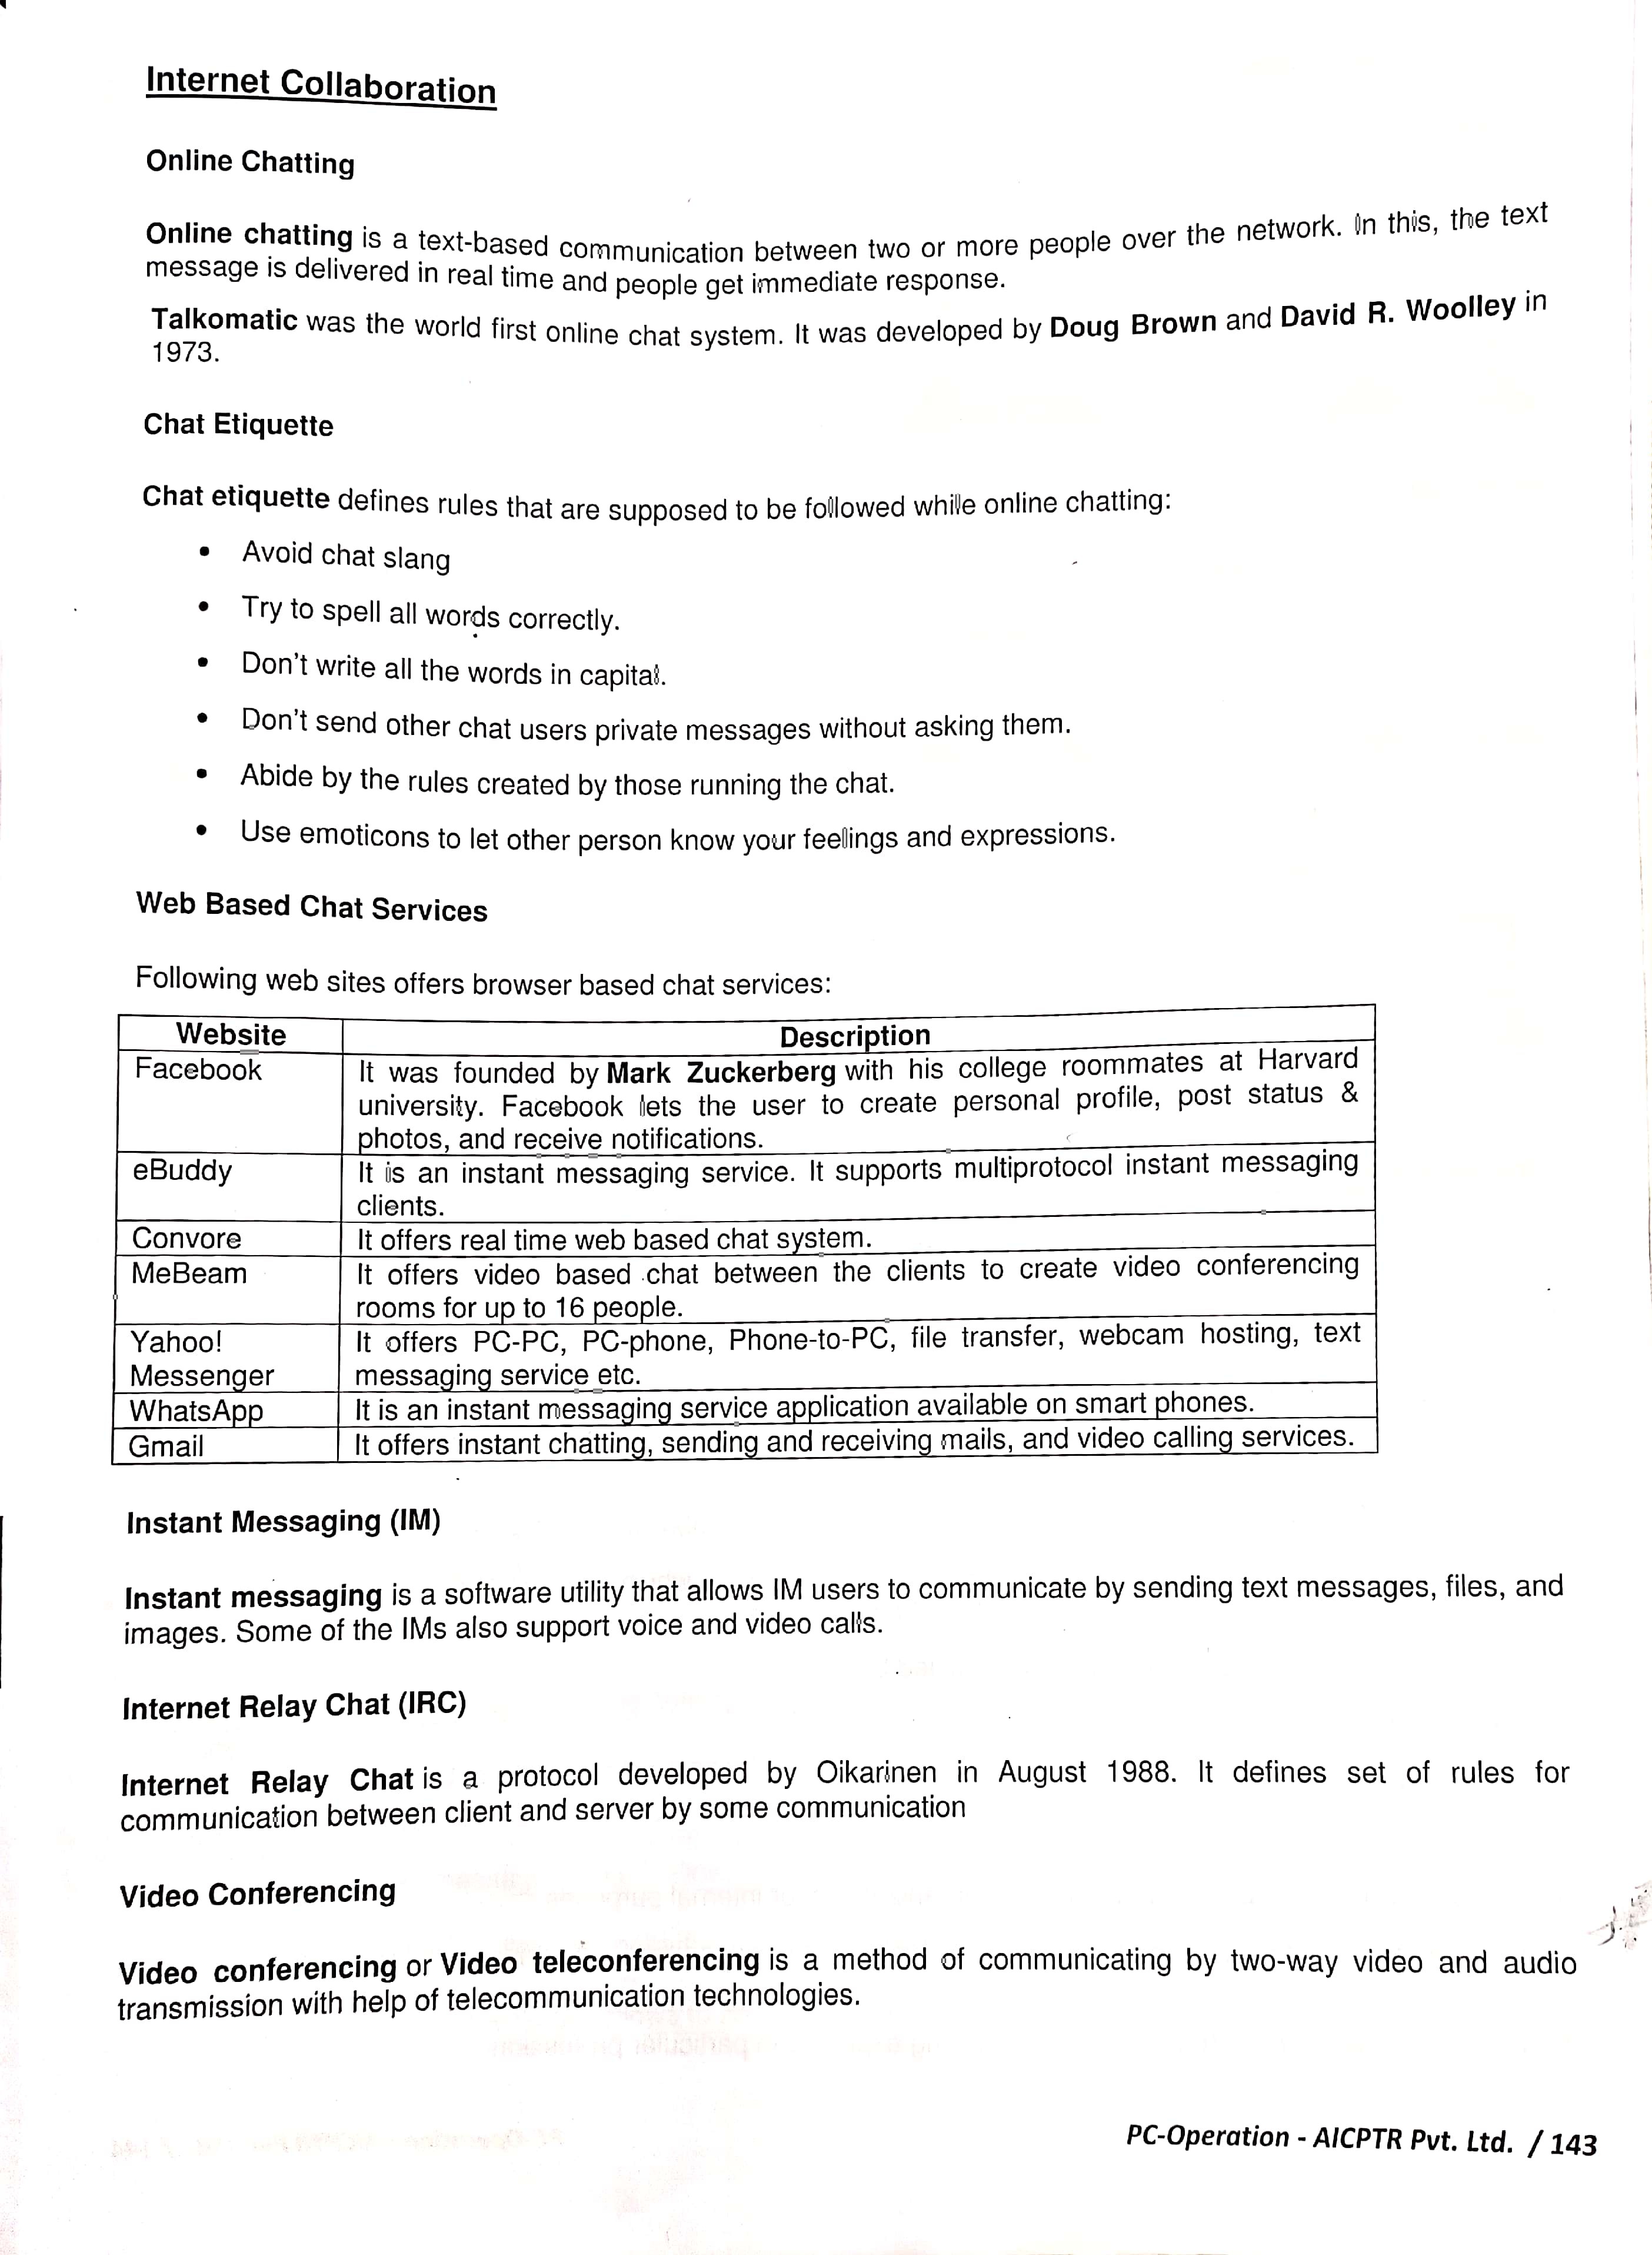 Internet Collaboration
Online Chatting
Online chatting is a text-based communication between two or more people over the network. In this, the text
message is delivered in real time and people get immediate response.
Talkomatic was the world first online chat system. It was developed by Doug Brown and David R. Woolley in
1973.
Chat Etiquette
Chat etiquette defines rules that are supposed to be followed while online chatting:
• Avoid chat slang
• Try to spell all words correctly.
• Don't write all the words in capital.
• Don't send other chat users private messages without asking them.
• Abide by the rules created by those running the chat.
• Use emoticons to let other person know your feelings and expressions.
Web Based Chat Services
Following web sites offers browser based chat services:
Website Description
Facebook It was founded by Mark Zuckerberg with his college roommates at Harvard
university. Facebook lets the user to create personal profile, post status &
photos, and receive notifications.
eBuddy It is an instant messaging service. It supports multiprotocol instant messaging
clients.
Convore It offers real time web based chat system.
MeBeam It offers video based chat between the clients to create video conferencing
rooms for up to 16 people.
Yahoo! It offers PC-PC, PC-phone, Phone-to-PC, file transfer, webcam hosting, text
Messenger messaging service etc.
WhatsApp It is an instant messaging service application available on smart phones.
Gmail It offers instant chatting, sending and receiving mails, and video calling services.
Instant Messaging (IM)
Instant messaging is a software utility that allows IM users to communicate by sending text messages, files, and
images. Some of the IMs also support voice and video calls.
Internet Relay Chat (IRC)
Internet Relay Chat is a protocol developed by Oikarinen in August 1988. It defines set of rules for
communication between client and server by some communication
Video Conferencing
Video conferencing or Video teleconferencing is a method of communicating by two-way video and audio
transmission with help of telecommunication technologies.
PC-Operation - AICPTR Pvt. Ltd. / 143